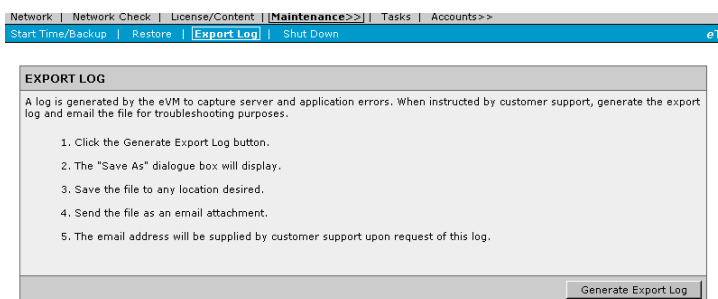 Network | Network Check | License/Content | Maintenance>> | Tasks | Accounts>>
Start Time/Backup | Restore | Export Log | Shut Down
EXPORT LOG
A log is generated by the eVM to capture server and application errors. When instructed by customer support, generate the export
log and email the file for troubleshooting purposes.
1. Click the Generate Export Log button.
2. The "Save As" dialogue box will display.
3. Save the file to any location desired.
4. Send the file as an email attachment.
5. The email address will be supplied by customer support upon request of this log.
Generate Export Log